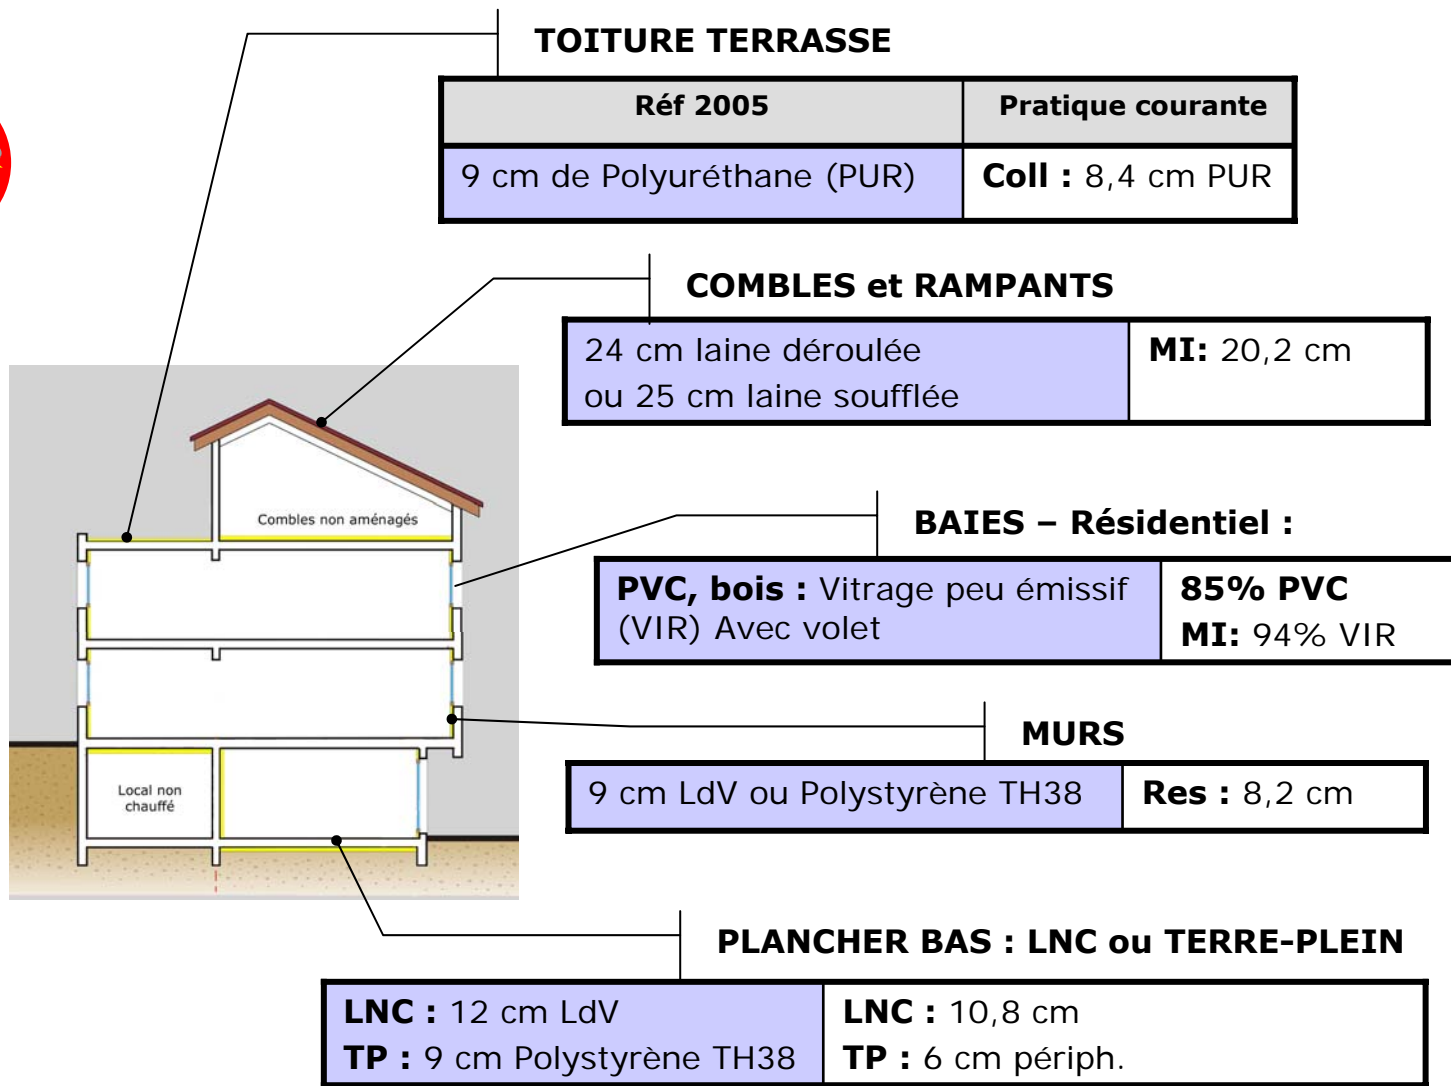 TOITURE TERRASSE
Réf 2005 Pratique courante
9 cm de Polyuréthane (PUR) Coll : 8,4 cm PUR
COMBLES et RAMPANTS
24 cm laine déroulée MI: 20,2 cm
ou 25 cm laine soufflée
Combles non aménagés
BAIES – Résidentiel :
PVC, bois : Vitrage peu émissif 85% PVC
(VIR) Avec volet MI: 94% VIR
MURS
9 cm LdV ou Polystyrène TH38 Res : 8,2 cm
Local non
chauffé
PLANCHER BAS : LNC ou TERRE-PLEIN
LNC : 12 cm LdV LNC : 10,8 cm
TP : 9 cm Polystyrène TH38 TP : 6 cm périph.